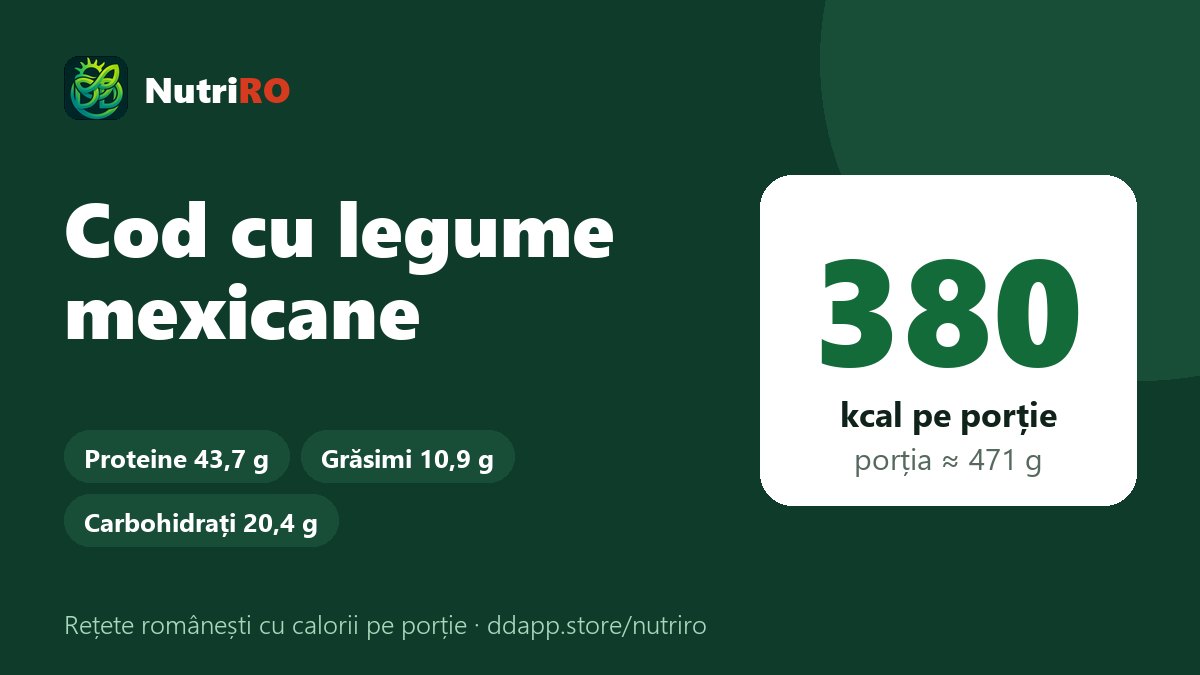 NutriRO
Cod cu legume
mexicane
380
kcal pe porție
porția ≈ 471 g
Proteine 43,7 g
Grăsimi 10,9 g
Carbohidrați 20,4 g
Rețete românești cu calorii pe porție · ddapp.store/nutriro